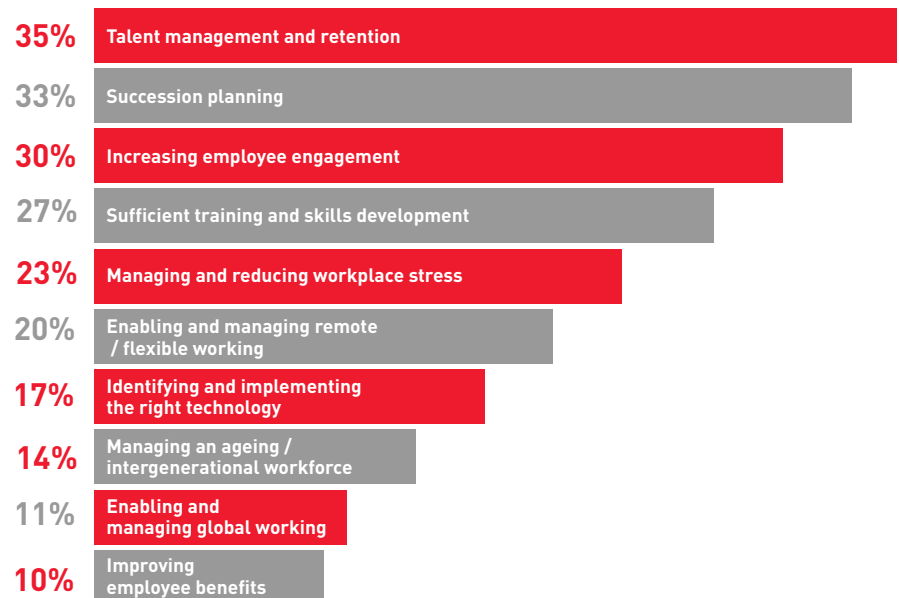 35% Talent management and retention
33% Succession planning
30% Increasing employee engagement
27% Sufficient training and skills development
23% Managing and reducing workplace stress
20% Enabling and managing remote
/ flexible working
17% Identifying and implementing
the right technology
14% Managing an ageing /
intergenerational workforce
11% Enabling and
managing global working
10% Improving
employee benefits